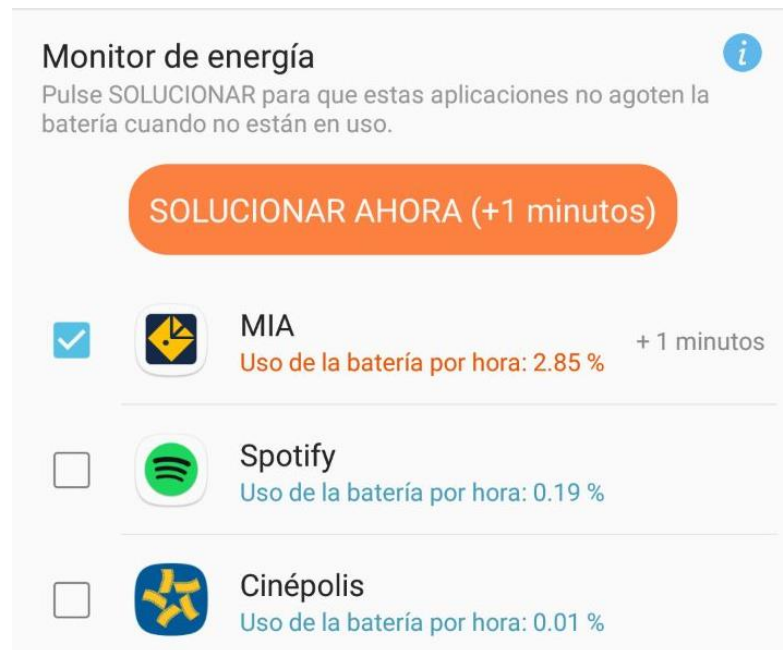 Monitor de energía
Pulse SOLUCIONAR para que estas aplicaciones no agoten la
batería cuando no están en uso.
SOLUCIONAR AHORA (+1 minutos)
MIA
Uso de la batería por hora: 2.85 %
+ 1 minutos
Spotify
Uso de la batería por hora: 0.19 %
Cinépolis
Uso de la batería por hora: 0.01 %